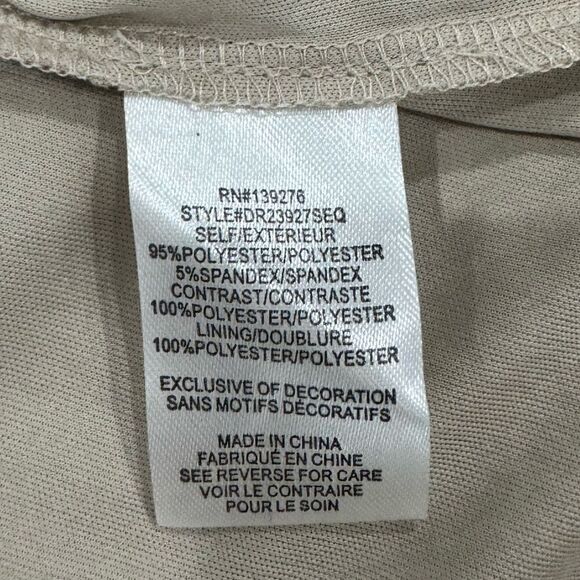 RN#139276
STYLE#DR23927SEQ
SELF/EXTERIEUR
95%POLYESTER/POLYESTER
5%SPANDEX/SPANDEX
CONTRAST/CONTRASTE
100%POLYESTER/POLYESTER
LINING/DOUBLURE
100%POLYESTER/POLYESTER
EXCLUSIVE OF DECORATION
SANS MOTIFS DÉCORATIFS
MADE IN CHINA
FABRIQUÉ EN CHINE
SEE REVERSE FOR CARE
VOIR LE CONTRAIRE
POUR LE SOIN